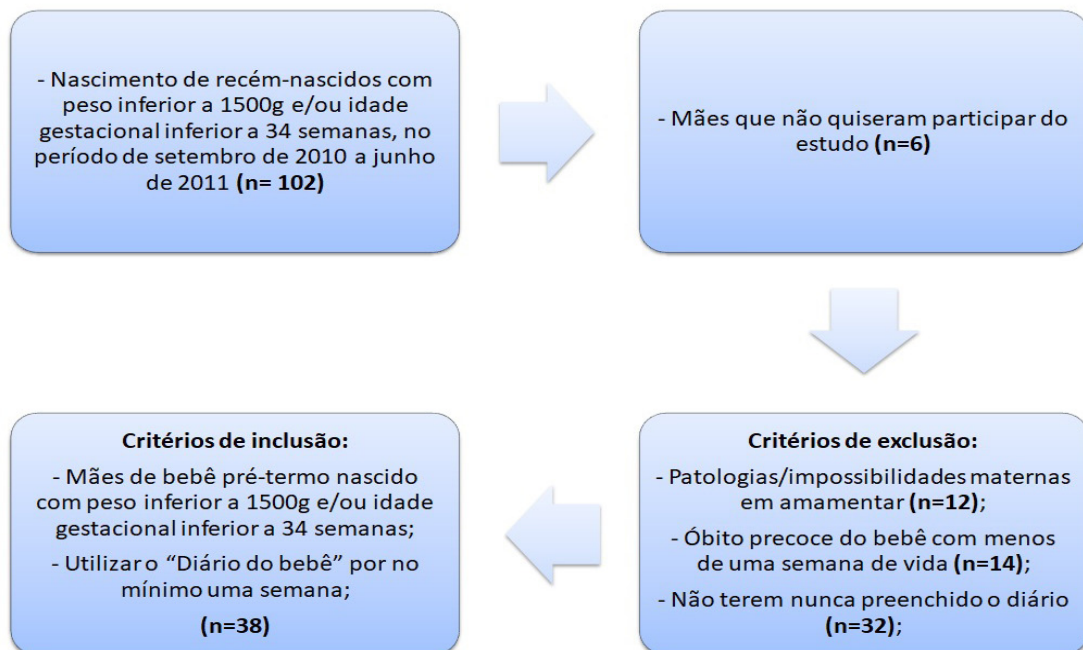 - Nascimento de recém-nascidos com
peso inferior a 1500g e/ou idade
gestacional inferior a 34 semanas, no
período de setembro de 2010 a junho
de 2011 (n= 102)
- Mães que não quiseram participar do
estudo (n=6)
Critérios de exclusão:
- Patologias/impossibilidades maternas
em amamentar (n=12);
- Óbito precoce do bebê com menos
de uma semana de vida (n=14);
- Não terem nunca preenchido o diário
(n=32);
Critérios de inclusão:
- Mães de bebê pré-termo nascido
com peso inferior a 1500g e/ou idade
gestacional inferior a 34 semanas;
- Utilizar o “Diário do bebê” por no
mínimo uma semana;
(n=38)